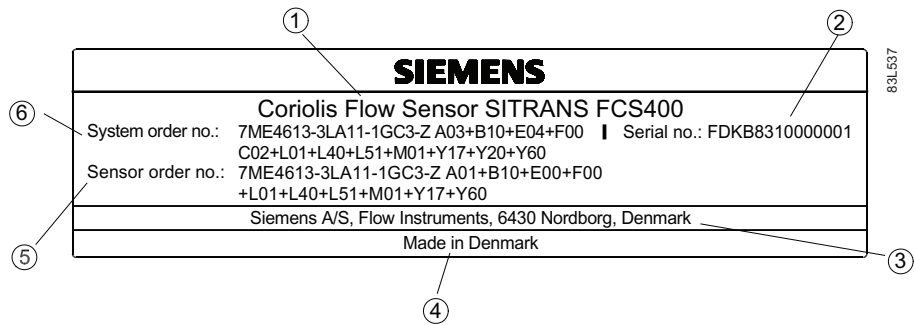 ① ②
SIEMENS
83L537
Coriolis Flow Sensor SITRANS FCS400
⑥ System order no.: 7ME4613-3LA11-1GC3-Z A03+B10+E04+F00 I Serial no.: FDKB8310000001
C02+L01+L40+L51+M01+Y17+Y20+Y60
Sensor order no.: 7ME4613-3LA11-1GC3-Z A01+B10+E00+F00
+L01+L40+L51+M01+Y17+Y60
Siemens A/S, Flow Instruments, 6430 Nordborg, Denmark
Made in Denmark
⑤ ③
④